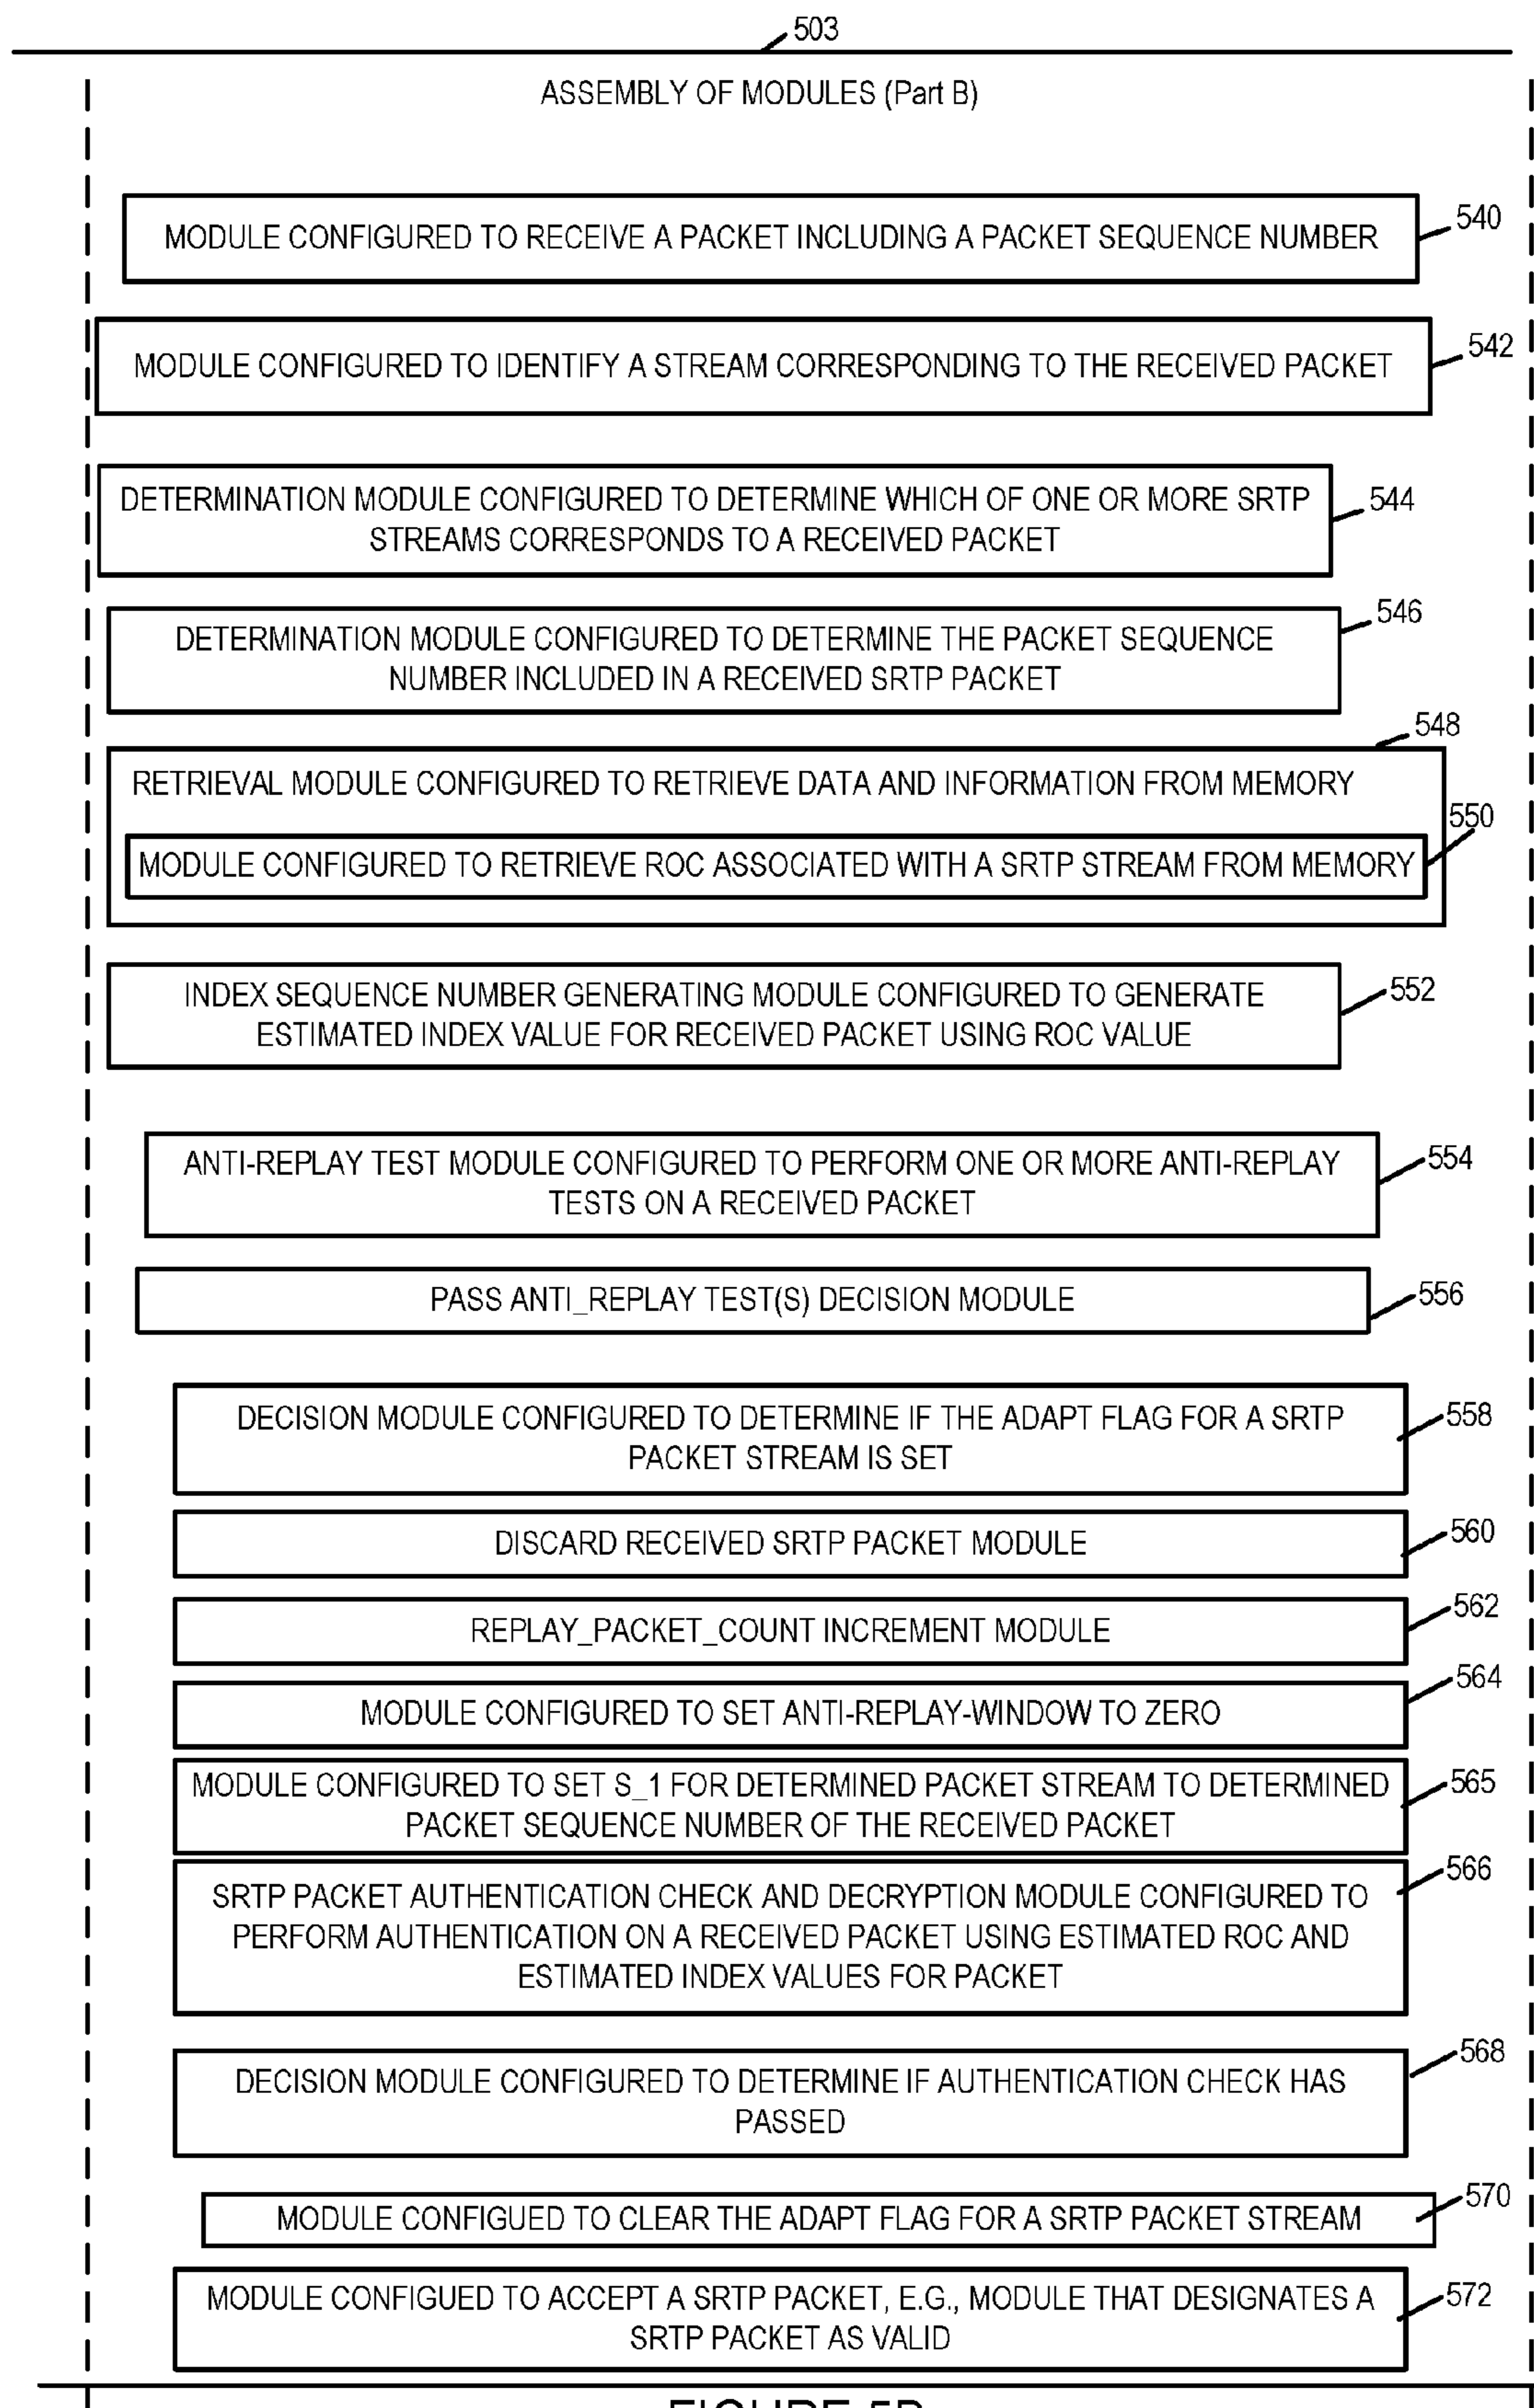 503
ASSEMBLY OF MODULES (Part B)
MODULE CONFIGURED TO RECEIVE A PACKET INCLUDING A PACKET SEQUENCE NUMBER
540
MODULE CONFIGURED TO IDENTIFY A STREAM CORRESPONDING TO THE RECEIVED PACKET
542
DETERMINATION MODULE CONFIGURED TO DETERMINE WHICH OF ONE OR MORE SRTP
STREAMS CORRESPONDS TO A RECEIVED PACKET
544
DETERMINATION MODULE CONFIGURED TO DETERMINE THE PACKET SEQUENCE
NUMBER INCLUDED IN A RECEIVED SRTP PACKET
546
548
RETRIEVAL MODULE CONFIGURED TO RETRIEVE DATA AND INFORMATION FROM MEMORY
550
MODULE CONFIGURED TO RETRIEVE ROC ASSOCIATED WITH A SRTP STREAM FROM MEMORY
INDEX SEQUENCE NUMBER GENERATING MODULE CONFIGURED TO GENERATE
ESTIMATED INDEX VALUE FOR RECEIVED PACKET USING ROC VALUE
552
ANTI-REPLAY TEST MODULE CONFIGURED TO PERFORM ONE OR MORE ANTI-REPLAY
TESTS ON A RECEIVED PACKET
554
PASS ANTI_REPLAY TEST(S) DECISION MODULE
556
DECISION MODULE CONFIGURED TO DETERMINE IF THE ADAPT FLAG FOR A SRTP
PACKET STREAM IS SET
558
DISCARD RECEIVED SRTP PACKET MODULE
560
REPLAY_PACKET_COUNT INCREMENT MODULE
562
MODULE CONFIGURED TO SET ANTI-REPLAY-WINDOW TO ZERO
564
MODULE CONFIGURED TO SET S_1 FOR DETERMINED PACKET STREAM TO DETERMINED
PACKET SEQUENCE NUMBER OF THE RECEIVED PACKET
565
SRTP PACKET AUTHENTICATION CHECK AND DECRYPTION MODULE CONFIGURED TO
PERFORM AUTHENTICATION ON A RECEIVED PACKET USING ESTIMATED ROC AND
ESTIMATED INDEX VALUES FOR PACKET
566
DECISION MODULE CONFIGURED TO DETERMINE IF AUTHENTICATION CHECK HAS
PASSED
568
MODULE CONFIGUED TO CLEAR THE ADAPT FLAG FOR A SRTP PACKET STREAM
570
MODULE CONFIGUED TO ACCEPT A SRTP PACKET, E.G., MODULE THAT DESIGNATES A
SRTP PACKET AS VALID
572
FIGURE 5B